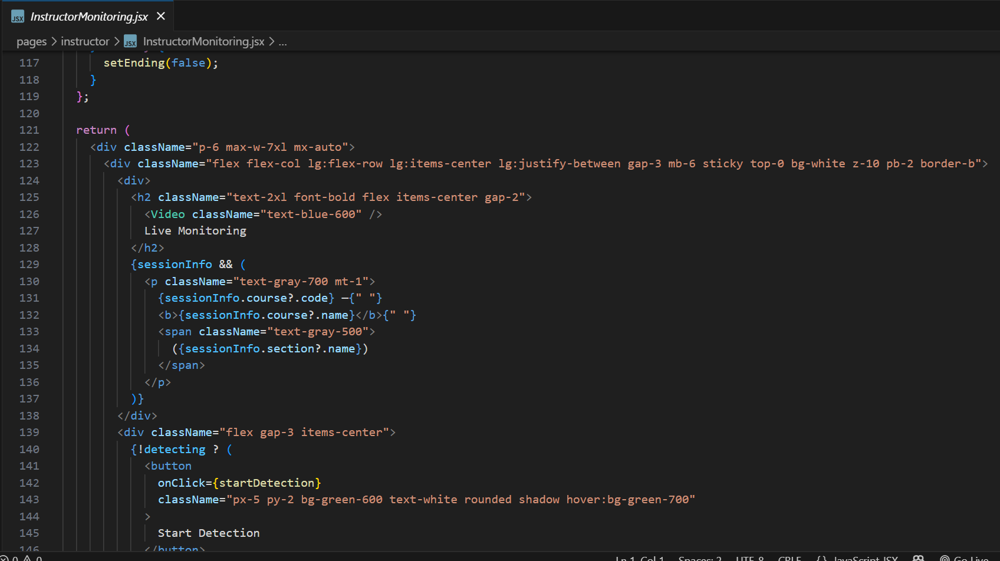 JSX InstructorMonitoring.jsx ×
pages > instructor > JSX InstructorMonitoring.jsx > ...
117 setEnding(false);
118 }
119 };
120
121 return (
122 <div className="p-6 max-w-7xl mx-auto">
123 <div className="flex flex-col lg:flex-row lg:items-center lg:justify-between gap-3 mb-6 sticky top-0 bg-white z-10 pb-2 border-b">
124 <div>
125 <h2 className="text-2xl font-bold flex items-center gap-2">
126 <Video className="text-blue-600" />
127 Live Monitoring
128 </h2>
129 {sessionInfo && (
130 <p className="text-gray-700 mt-1">
131 {sessionInfo.course?.code} —{" "}
132 <b>{sessionInfo.course?.name}</b>{" "}
133 <span className="text-gray-500">
134 ({sessionInfo.section?.name})
135 </span>
136 </p>
137 )}
138 </div>
139 <div className="flex gap-3 items-center">
140 {!detecting ? (
141 <button
142 onClick={startDetection}
143 className="px-5 py-2 bg-green-600 text-white rounded shadow hover:bg-green-700"
144 >
145 Start Detection
146 </button>
0 0 Ln 1, Col 1 Spaces: 2 UTF-8 CRLF {} JavaScript JSX Go Live